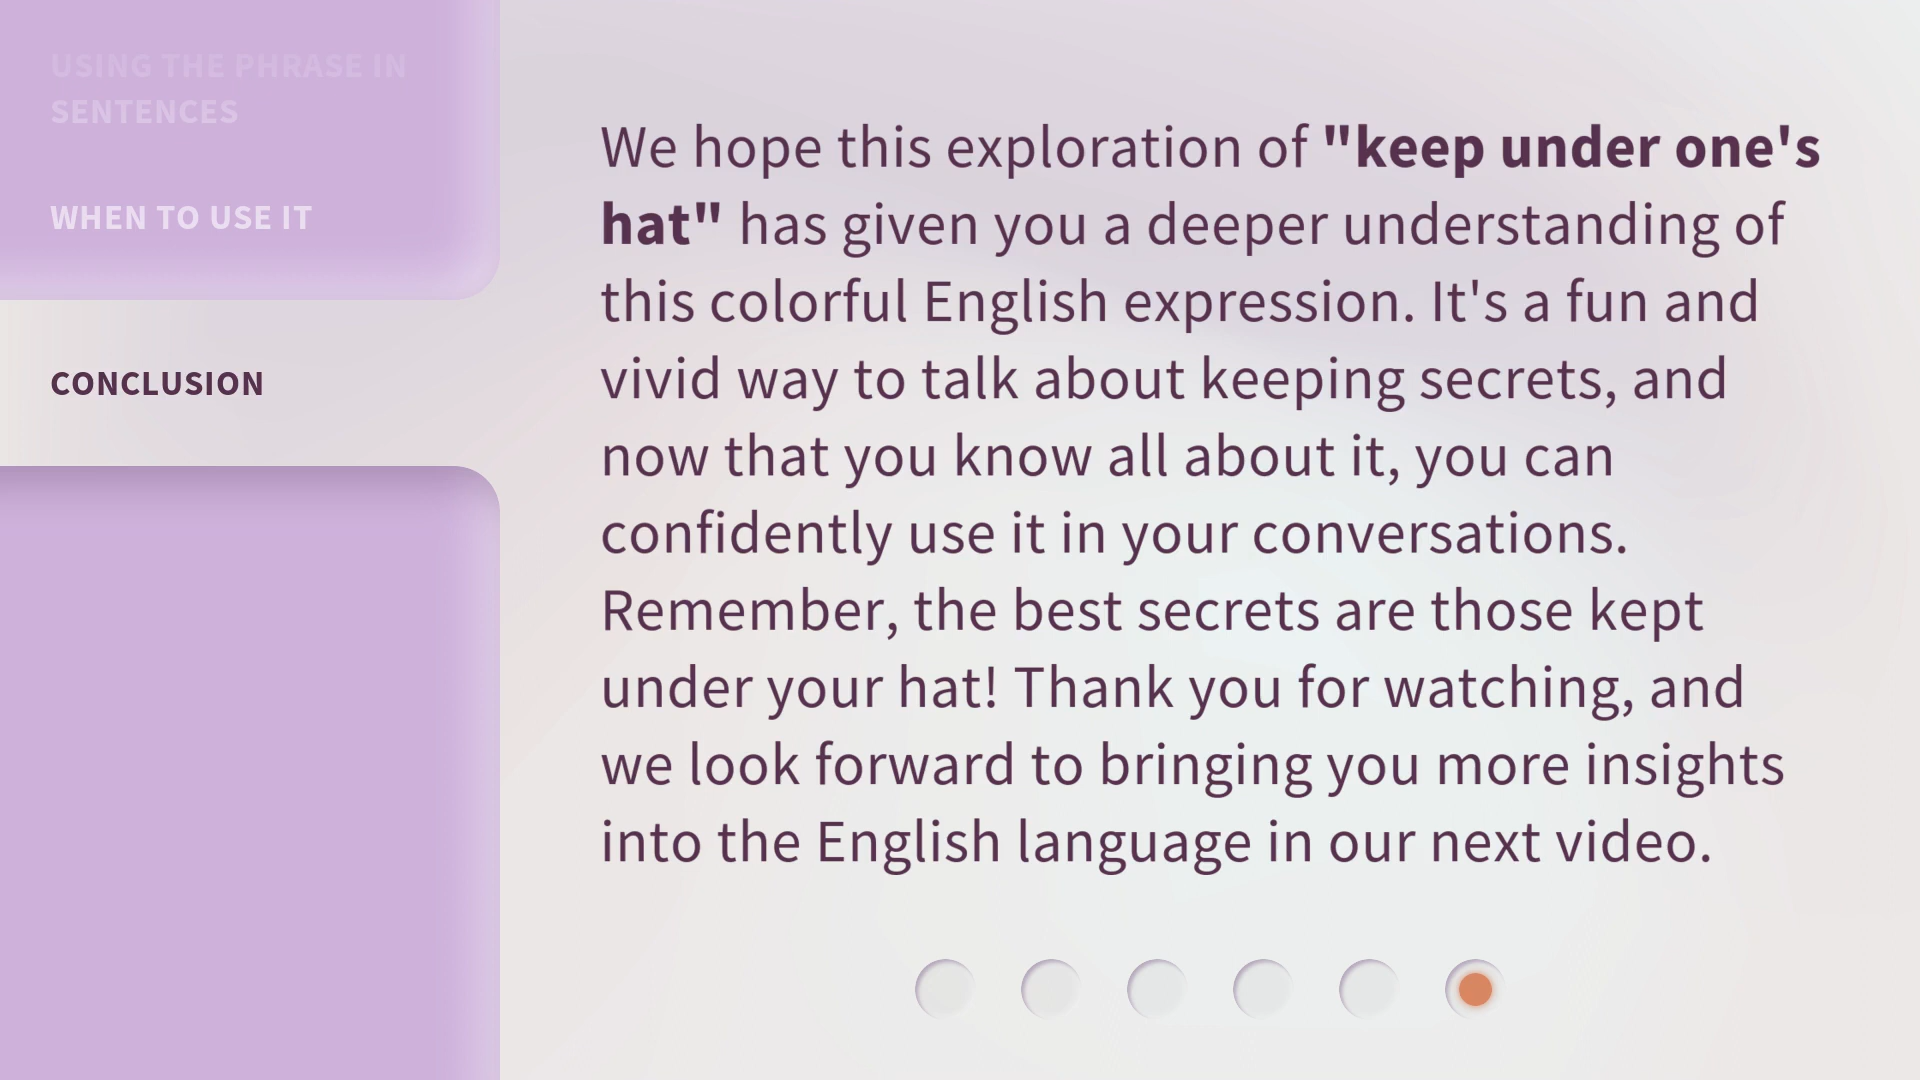 USING THE PHRASE IN
SENTENCES
WHEN TO USE IT
CONCLUSION
We hope this exploration of "keep under one's
hat" has given you a deeper understanding of
this colorful English expression. It's a fun and
vivid way to talk about keeping secrets, and
now that you know all about it, you can
confidently use it in your conversations.
Remember, the best secrets are those kept
under your hat! Thank you for watching, and
we look forward to bringing you more insights
into the English language in our next video.